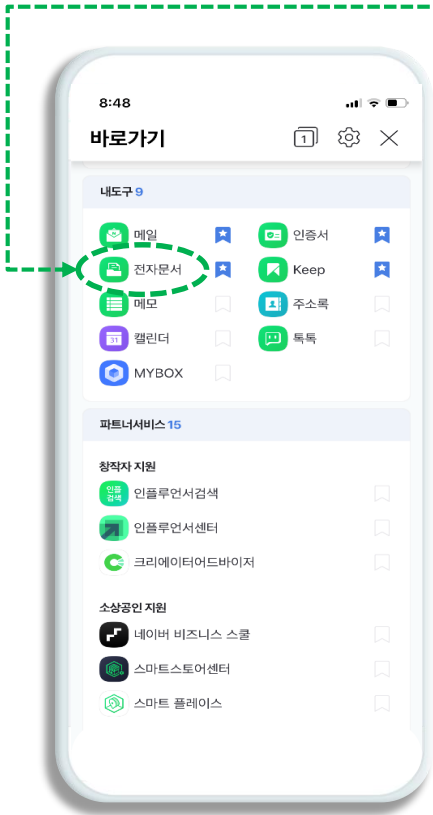 8:48
바로가기 1
내도구 9
메일 인증서
전자문서 Keep
메모 주소록
31 캘린더 톡톡
MYBOX
파트너서비스 15
창작자 지원
인플 검색 인플루언서검색
인플루언서센터
크리에이터어드바이저
소상공인 지원
네이버 비즈니스 스쿨
스마트스토어센터
스마트 플레이스